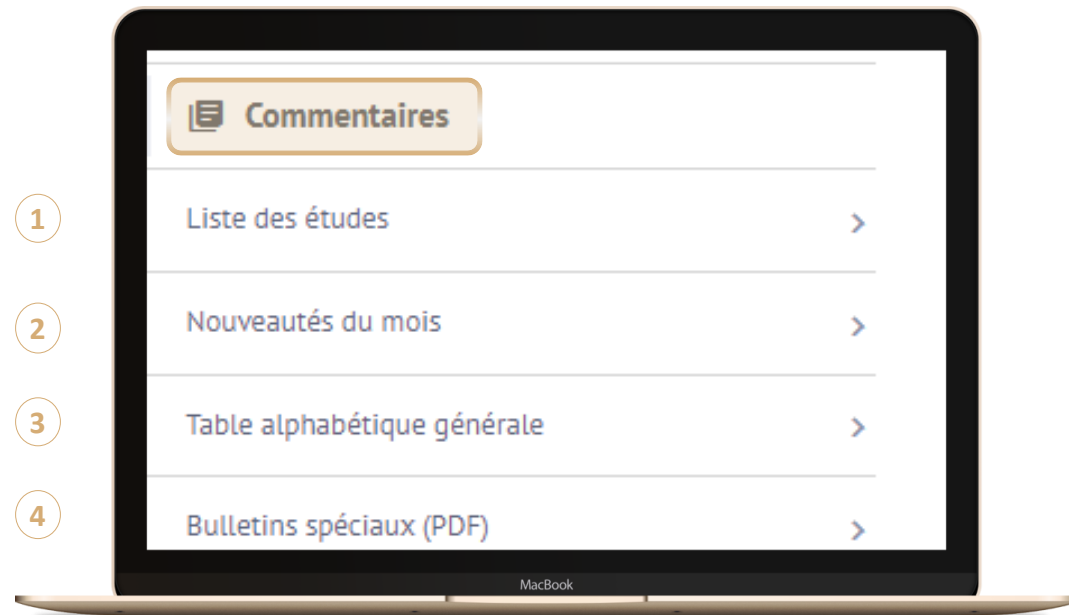 Commentaires
1 Liste des études
2 Nouveautés du mois
3 Table alphabétique générale
4 Bulletins spéciaux (PDF)
MacBook